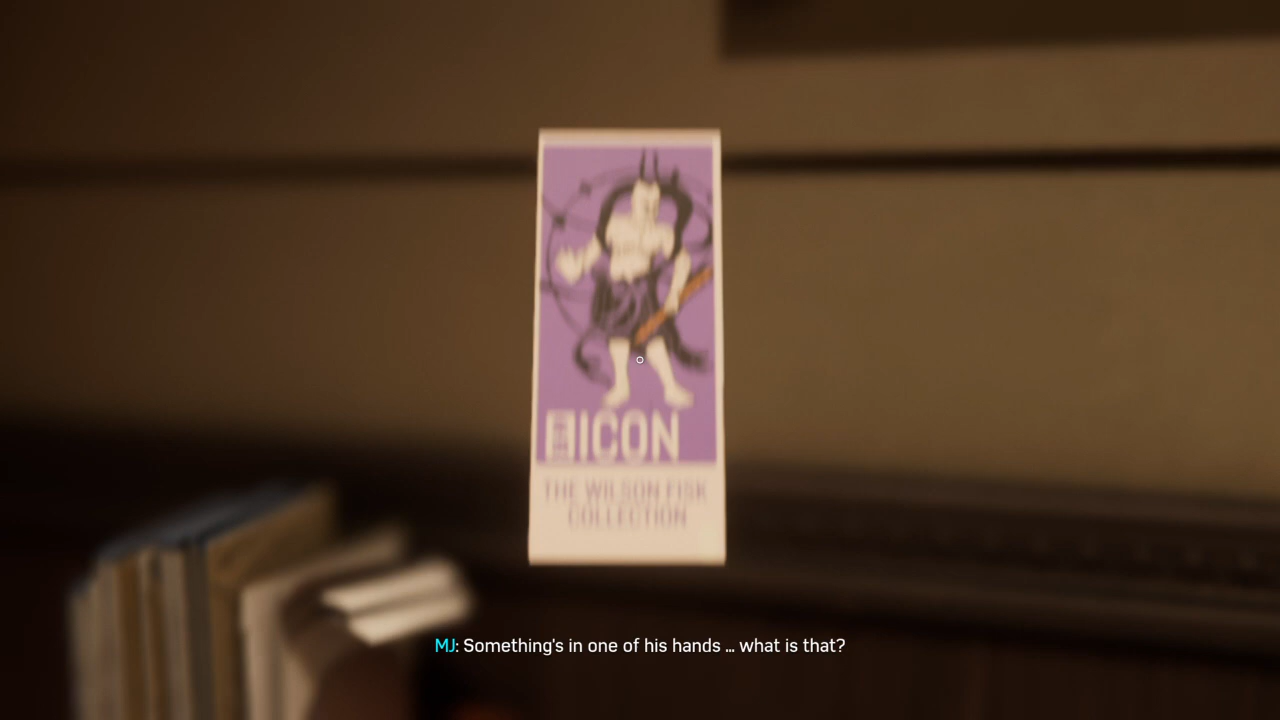 ICON
THE WILSON FISK
COLLECTION
MJ: Something's in one of his hands ... what is that?